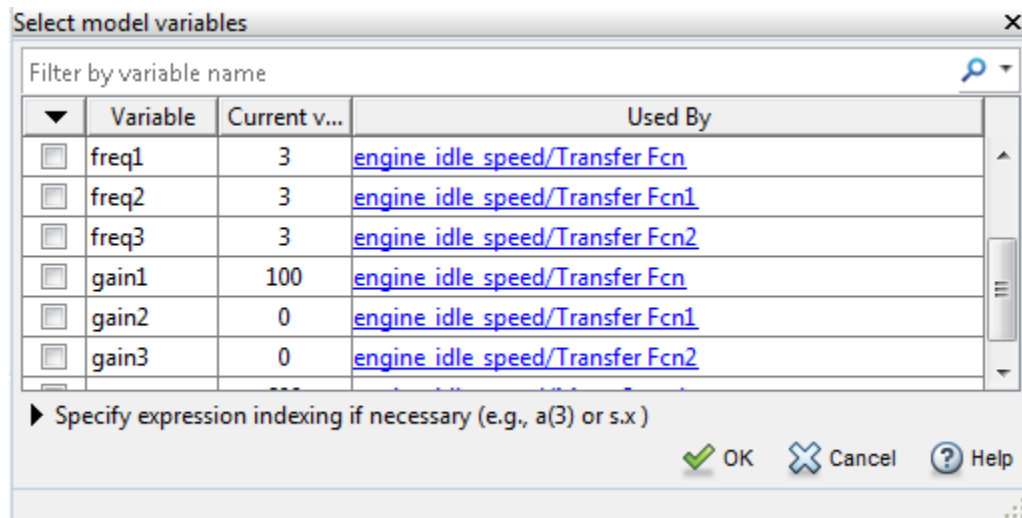 Select model variables
Filter by variable name
Variable Current v... Used By
freq1 3 engine_idle_speed/Transfer Fcn
freq2 3 engine_idle_speed/Transfer Fcn1
freq3 3 engine_idle_speed/Transfer Fcn2
gain1 100 engine_idle_speed/Transfer Fcn
gain2 0 engine_idle_speed/Transfer Fcn1
gain3 0 engine_idle_speed/Transfer Fcn2
Specify expression indexing if necessary (e.g., a(3) or s.x )
OK Cancel Help